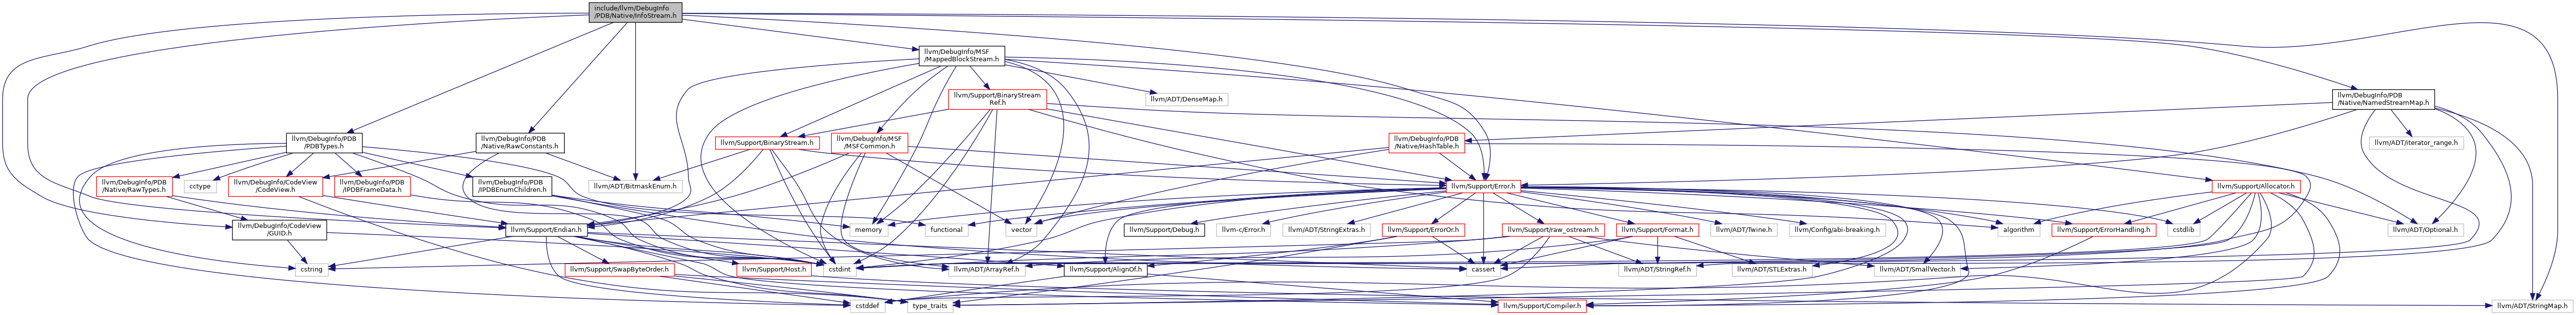 include/llvm/DebugInfo
/PDB/Native/InfoStream.h
llvm/DebugInfo/MSF
/MappedBlockStream.h
llvm/Support/BinaryStream
Ref.h
llvm/ADT/DenseMap.h
llvm/DebugInfo/PDB
/Native/NamedStreamMap.h
llvm/DebugInfo/PDB
/PDBTypes.h
llvm/DebugInfo/PDB
/Native/RawConstants.h
llvm/Support/BinaryStream.h
llvm/DebugInfo/MSF
/MSFCommon.h
llvm/DebugInfo/PDB
/Native/HashTable.h
llvm/ADT/iterator_range.h
llvm/DebugInfo/PDB
/Native/RawTypes.h
cctype
llvm/DebugInfo/CodeView
/CodeView.h
llvm/DebugInfo/PDB
/IPDBFrameData.h
llvm/DebugInfo/PDB
/IPDBEnumChildren.h
llvm/ADT/BitmaskEnum.h
llvm/Support/Error.h
llvm/Support/Allocator.h
llvm/DebugInfo/CodeView
/GUID.h
llvm/Support/Endian.h
memory
functional
vector
llvm/Support/Debug.h
llvm-c/Error.h
llvm/ADT/StringExtras.h
llvm/Support/ErrorOr.h
llvm/Support/raw_ostream.h
llvm/Support/Format.h
llvm/ADT/Twine.h
llvm/Config/abi-breaking.h
algorithm
llvm/Support/ErrorHandling.h
cstdlib
llvm/ADT/Optional.h
cstring
llvm/Support/SwapByteOrder.h
llvm/Support/Host.h
cstdint
llvm/ADT/ArrayRef.h
llvm/Support/AlignOf.h
cassert
llvm/ADT/StringRef.h
llvm/ADT/STLExtras.h
llvm/ADT/SmallVector.h
cstddef
type_traits
llvm/Support/Compiler.h
llvm/ADT/StringMap.h